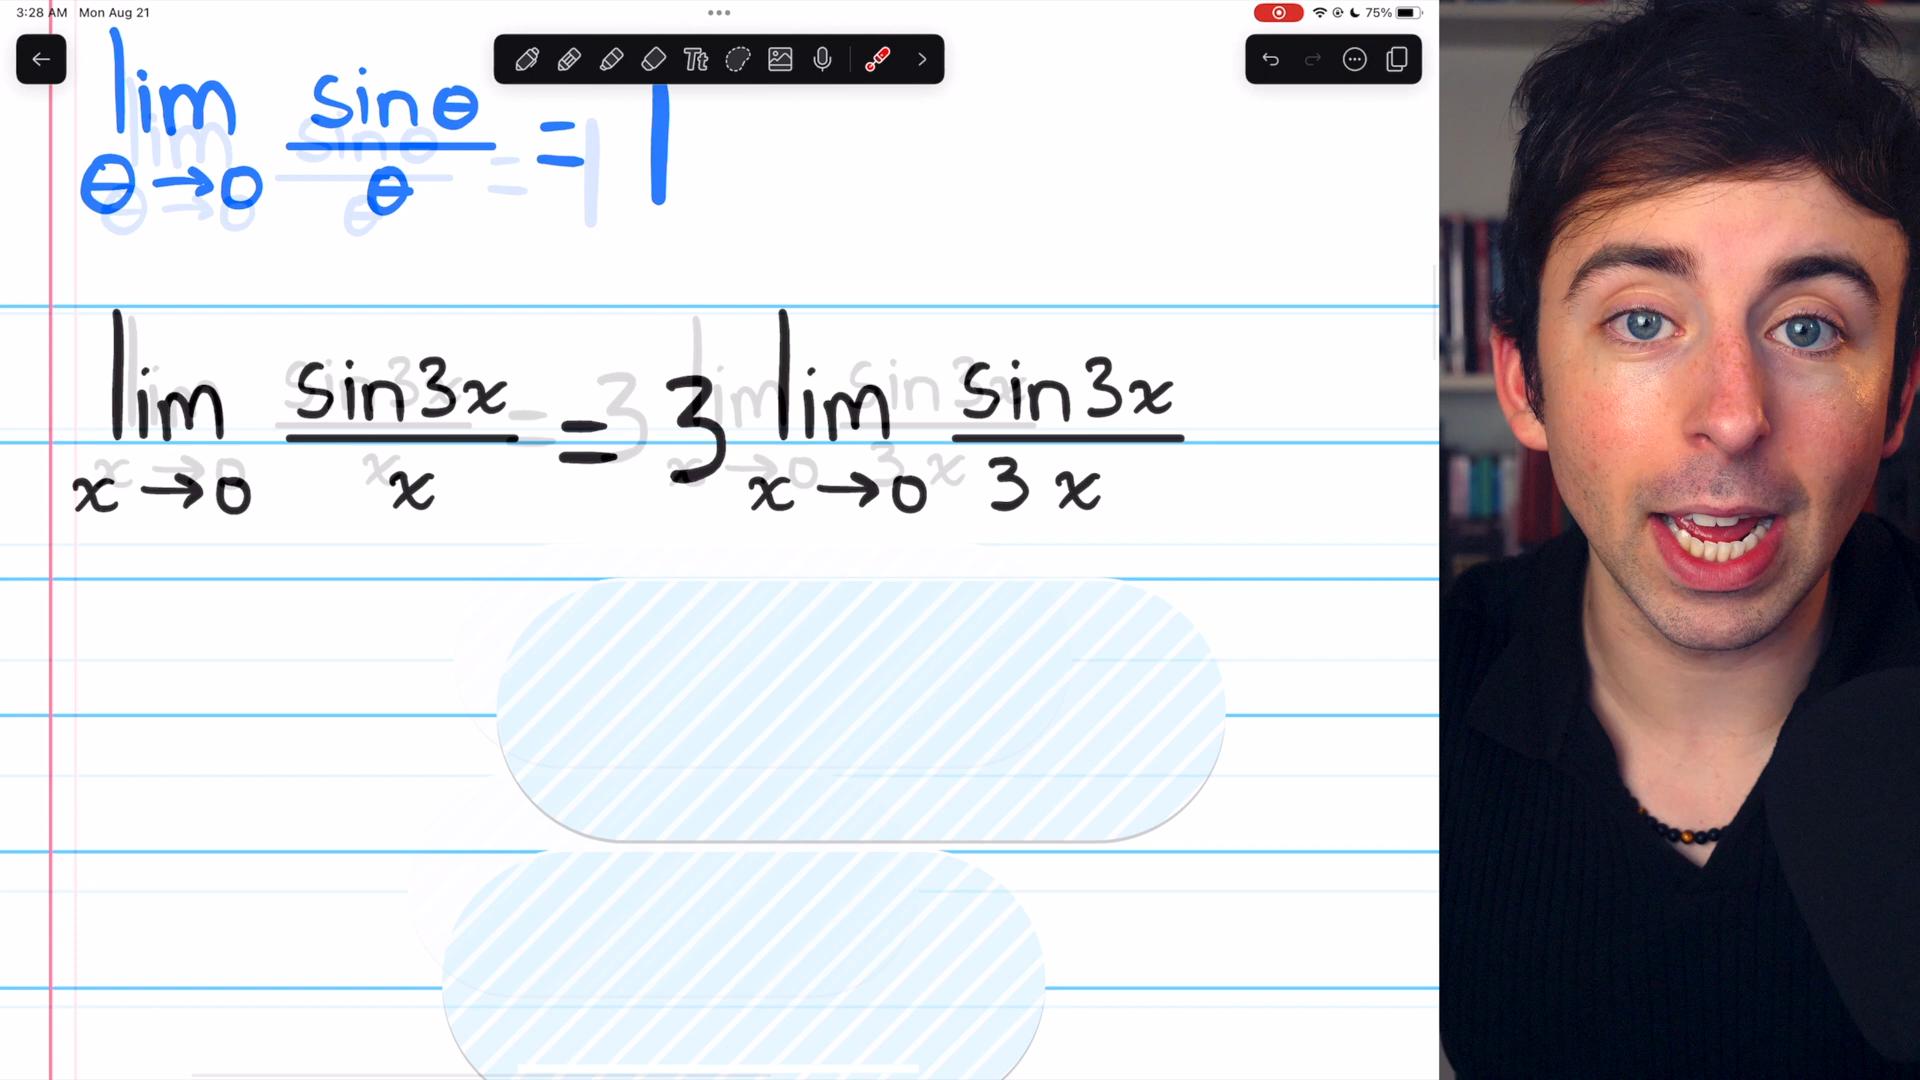 3:28 AM Mon Aug 21
75%
Tt
lim sinθ = 1
θ→0 θ
lim sin3x = 3 lim sin3x
x→0 x x→0 3x